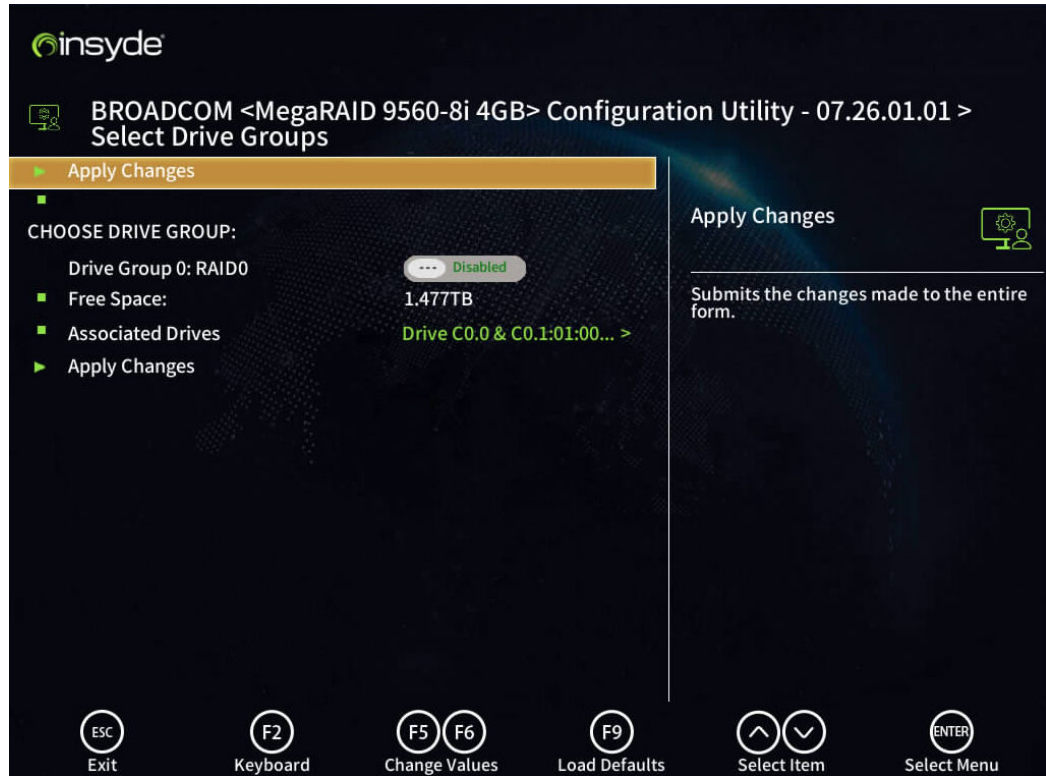 insyde
BROADCOM <MegaRAID 9560-8i 4GB> Configuration Utility - 07.26.01.01 >
Select Drive Groups
Apply Changes
CHOOSE DRIVE GROUP:
Drive Group 0: RAID0 --- Disabled
Free Space: 1.477TB
Associated Drives Drive C0.0 & C0.1:01:00... >
Apply Changes
Apply Changes
Submits the changes made to the entire
form.
ESC F2 F5 F6 F9 ENTER
Exit Keyboard Change Values Load Defaults Select Item Select Menu